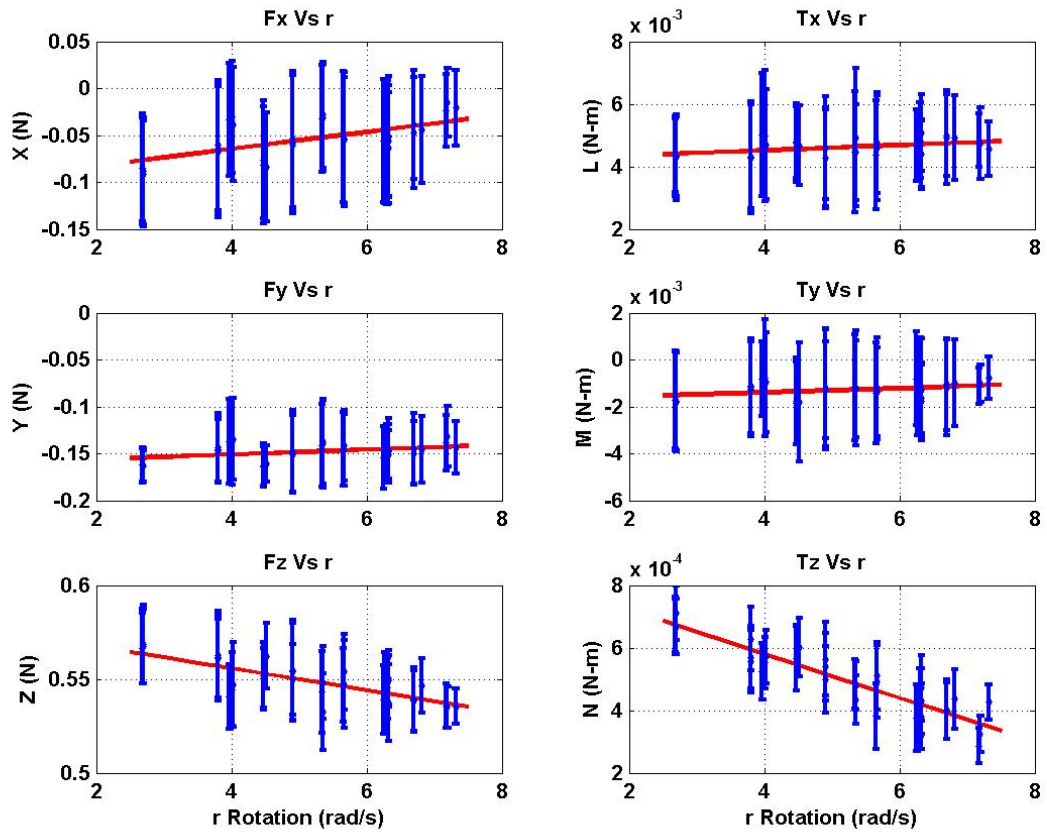 Fx Vs r
X (N)
0.05
0
-0.05
-0.1
-0.15
2 4 6 8
Tx Vs r
x 10-3
L (N-m)
8
6
4
2
2 4 6 8
Fy Vs r
Y (N)
0
-0.05
-0.1
-0.15
-0.2
2 4 6 8
Ty Vs r
x 10-3
M (N-m)
2
0
-2
-4
-6
2 4 6 8
Fz Vs r
Z (N)
0.6
0.55
0.5
2 4 6 8
r Rotation (rad/s)
Tz Vs r
x 10-4
N (N-m)
8
6
4
2
2 4 6 8
r Rotation (rad/s)